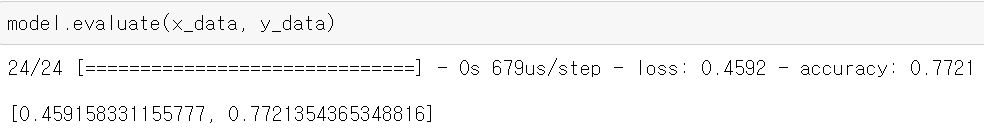 model.evaluate(x_data, y_data)
24/24 [==============================] - 0s 679us/step - loss: 0.4592 - accuracy: 0.7721
[0.459158331155777, 0.7721354365348816]